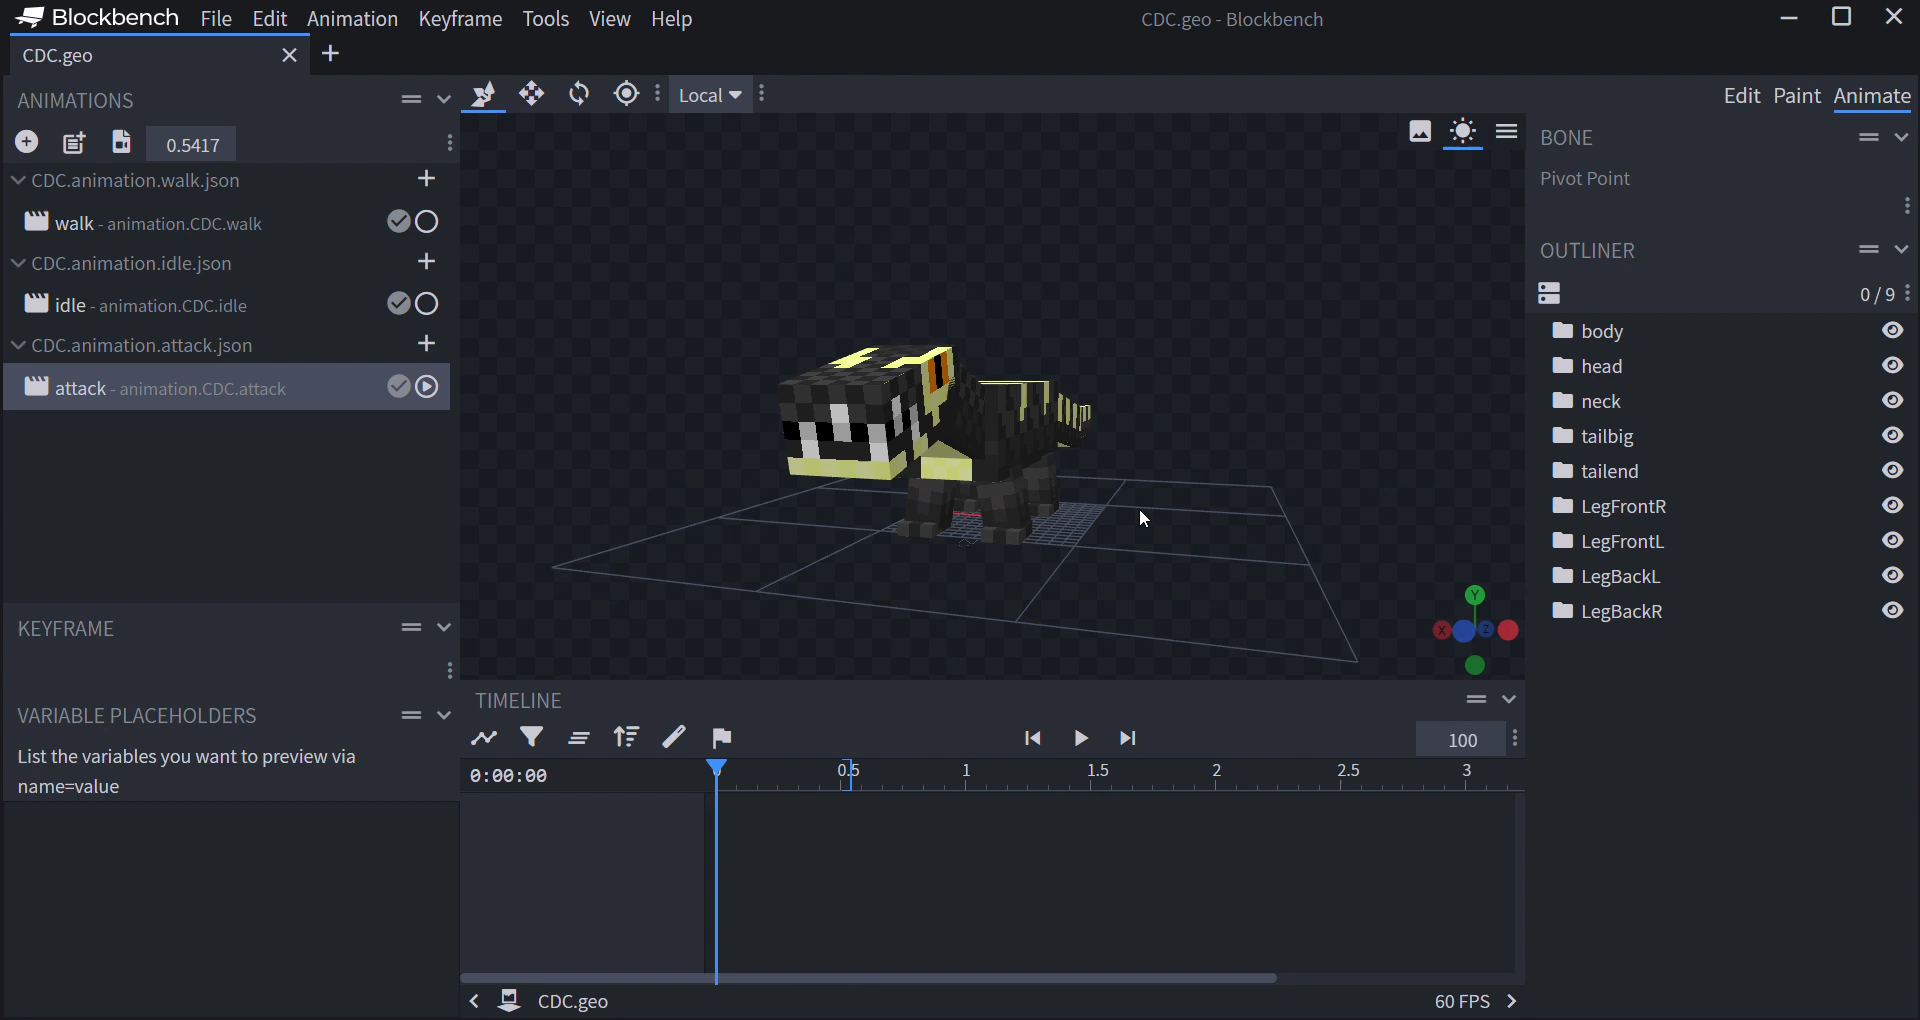 Blockbench File Edit Animation Keyframe Tools View Help
CDC.geo - Blockbench
CDC.geo
ANIMATIONS
0.5417
CDC.animation.walk.json
walk - animation.CDC.walk
CDC.animation.idle.json
idle - animation.CDC.idle
CDC.animation.attack.json
attack - animation.CDC.attack
KEYFRAME
VARIABLE PLACEHOLDERS
List the variables you want to preview via
name=value
Local
Y
X
Z
TIMELINE
100
0:00:00
0 0.5 1 1.5 2 2.5 3
CDC.geo
60 FPS
Edit Paint Animate
BONE
Pivot Point
OUTLINER
0 / 9
body
head
neck
tailbig
tailend
LegFrontR
LegFrontL
LegBackL
LegBackR